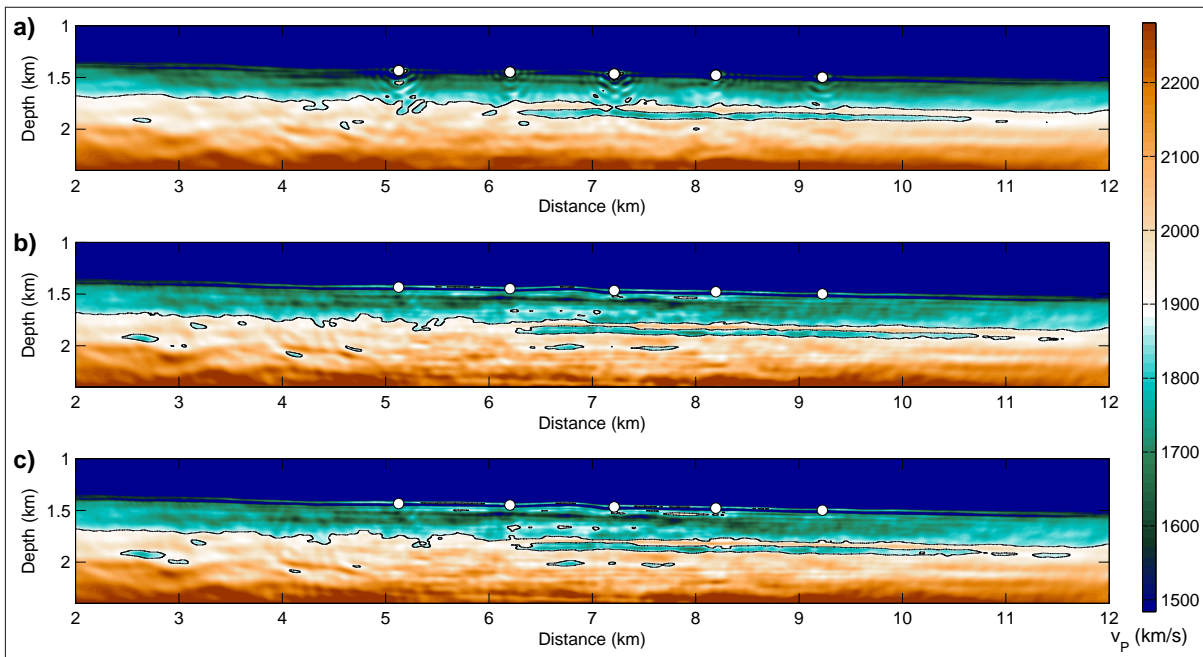 a)
1
1.5
2
Depth (km)
2 3 4 5 6 7 8 9 10 11 12
Distance (km)
b)
1
1.5
2
Depth (km)
2 3 4 5 6 7 8 9 10 11 12
Distance (km)
c)
1
1.5
2
Depth (km)
2 3 4 5 6 7 8 9 10 11 12
Distance (km)
2200
2100
2000
1900
1800
1700
1600
1500
v_P (km/s)